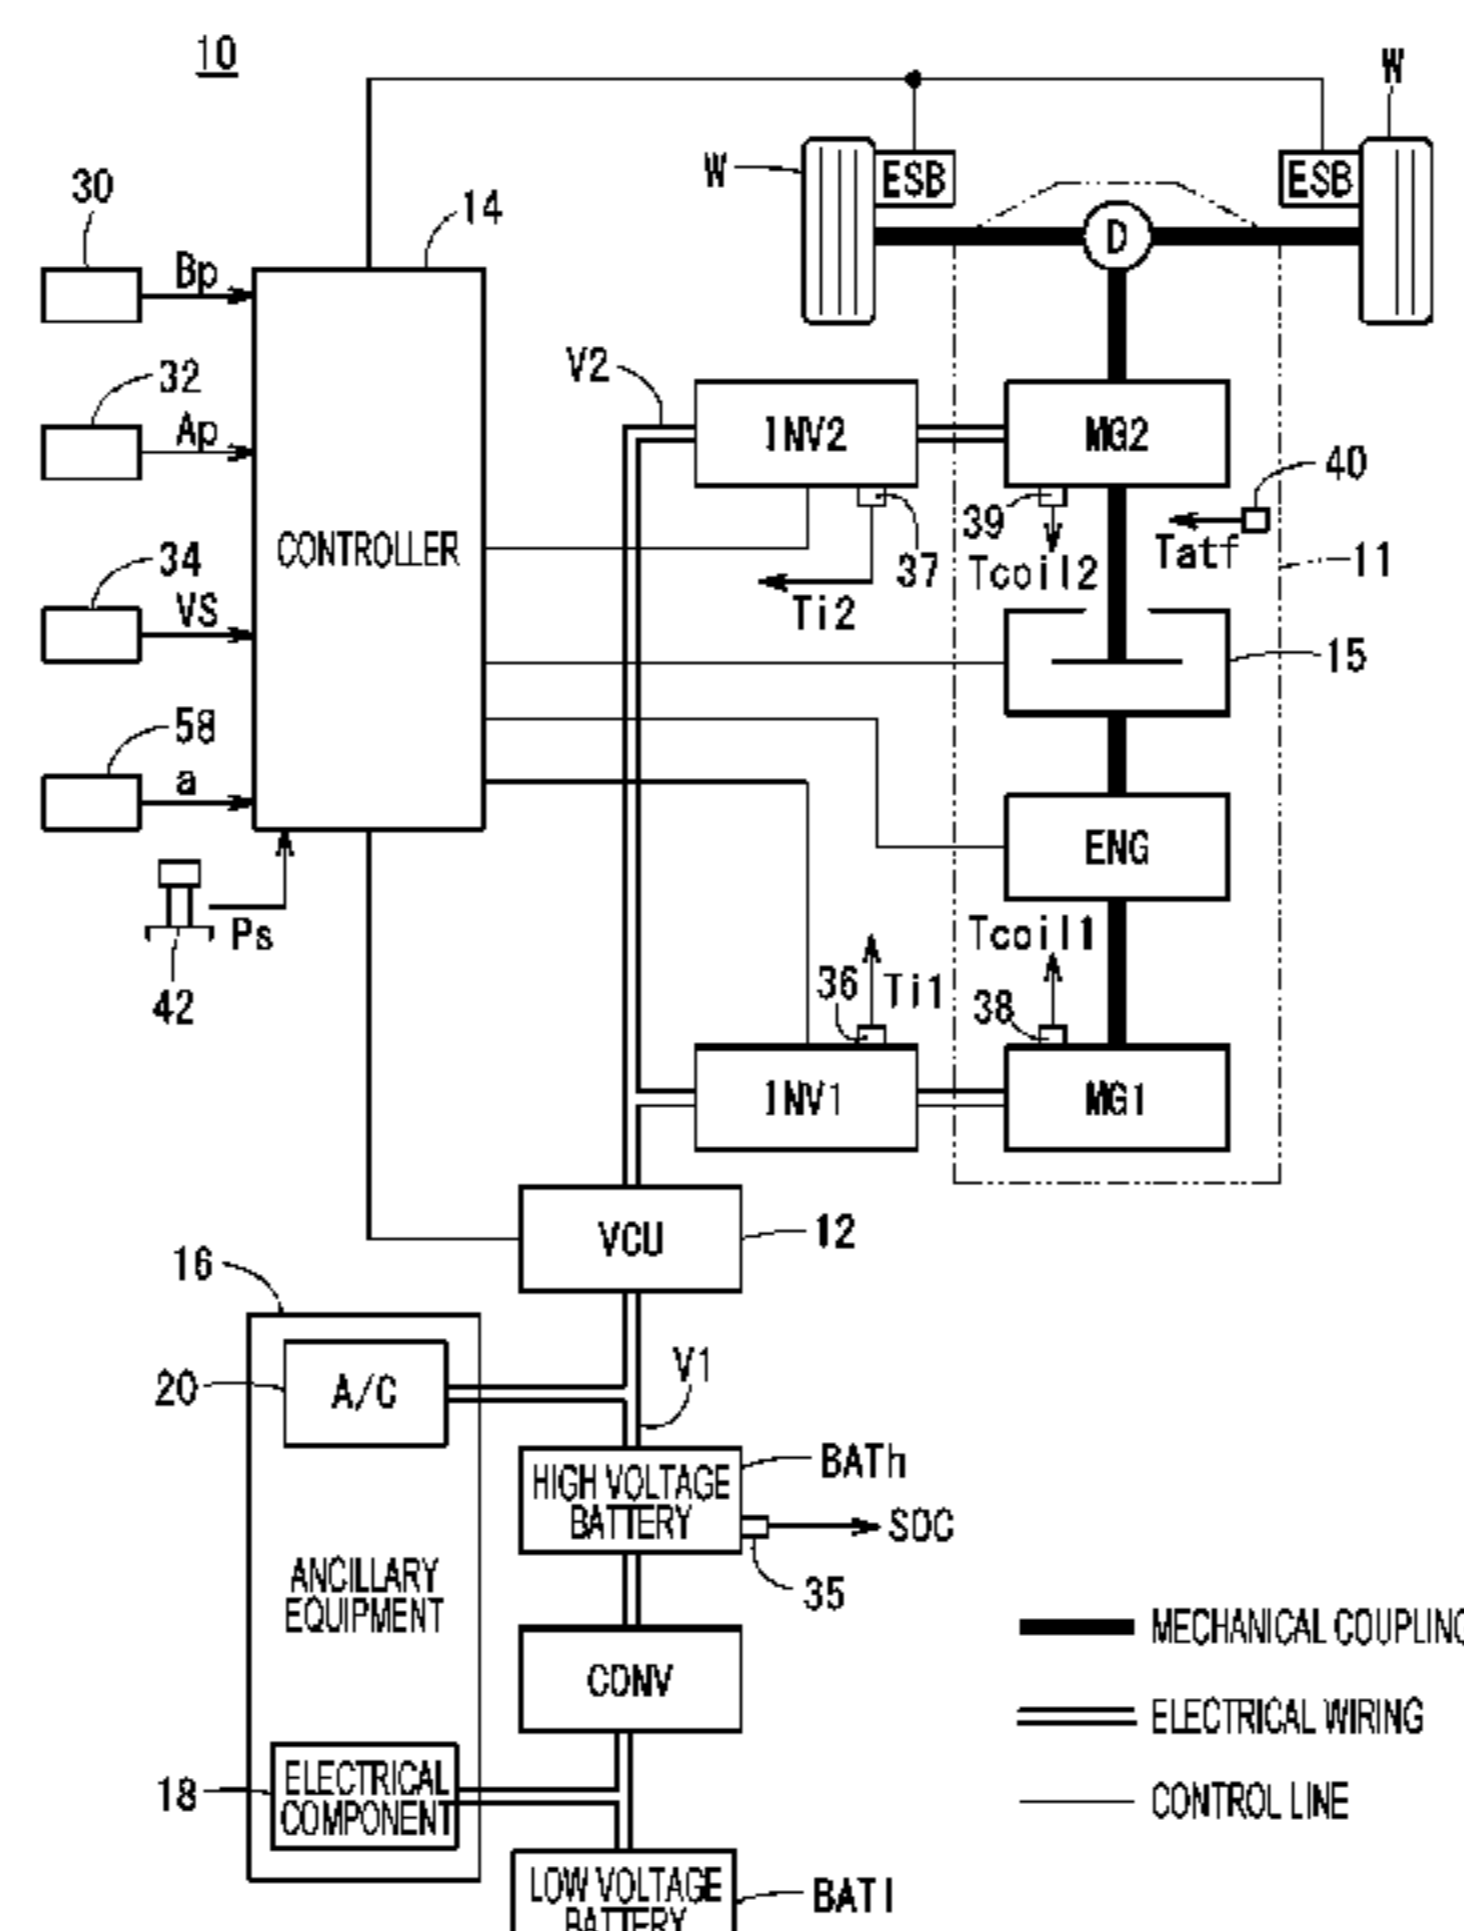 10
W
W
ESB
ESB
30
14
Bp
D
32
V2
Ap
INV2
MG2
40
39
34
CONTROLLER
37
Tcoil2
Tatf
11
VS
Ti2
15
58
a
ENG
Ps
Tcoil1
42
36
Ti1
38
INV1
MG1
VCU
12
16
V1
20
A/C
BATh
HIGH VOLTAGE
BATTERY
SOC
35
ANCILLARY
EQUIPMENT
MECHANICAL COUPLING
CONV
ELECTRICAL WIRING
18
ELECTRICAL
COMPONENT
CONTROL LINE
LOW VOLTAGE
BATTERY
BATl